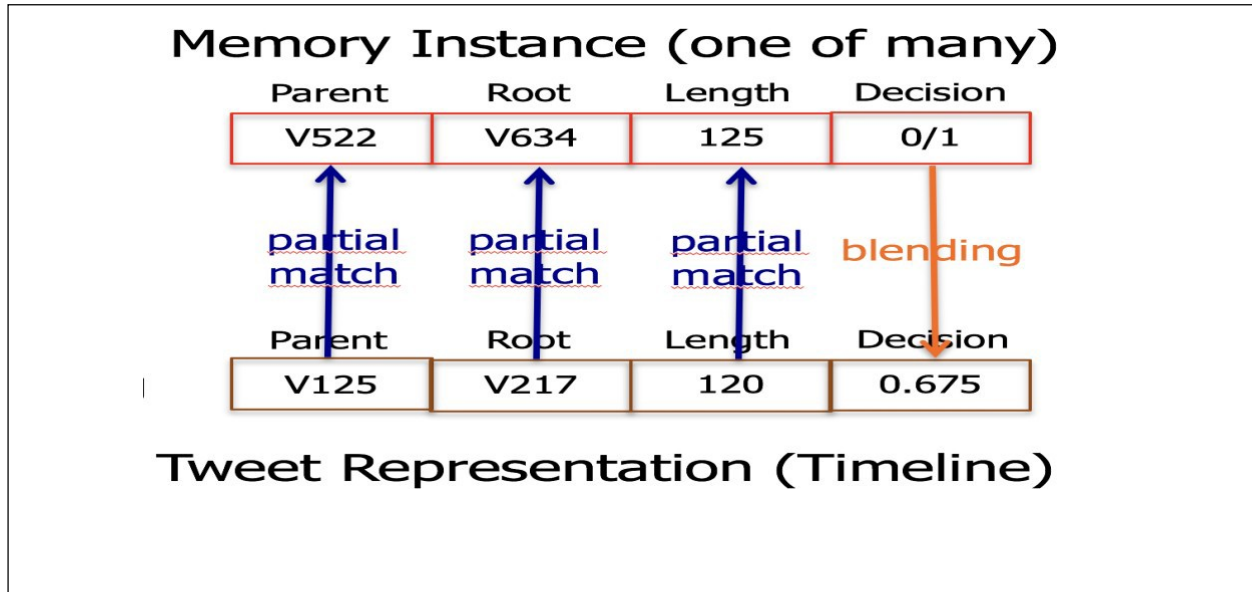 Memory Instance (one of many)
Parent Root Length Decision
V522 V634 125 0/1
partial partial partial blending
match match match
Parent Root Length Decision
V125 V217 120 0.675
Tweet Representation (Timeline)